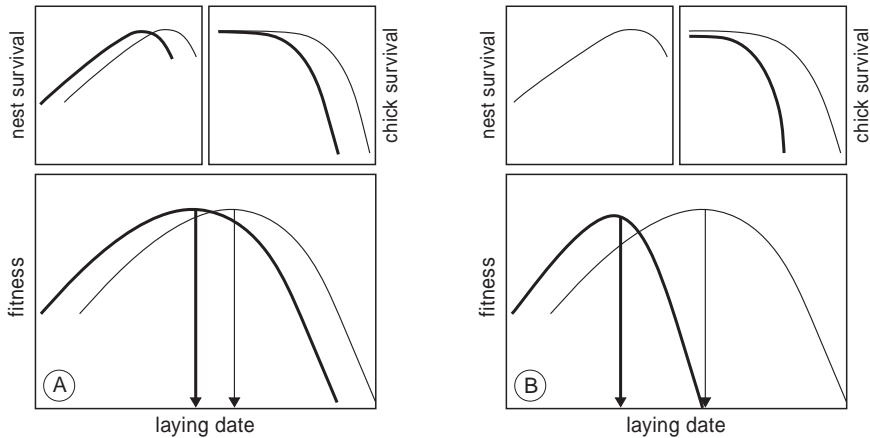 nest survival
chick survival
fitness
A
laying date
nest survival
chick survival
fitness
B
laying date